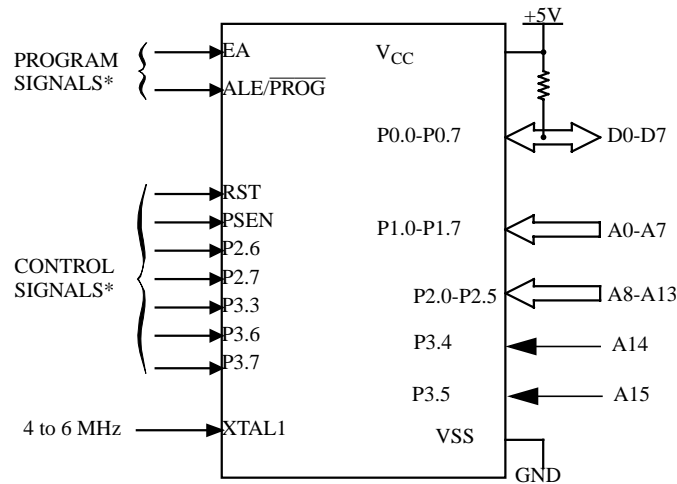 +5V
PROGRAM
SIGNALS*
EA
ALE/PROG
VCC
P0.0-P0.7
D0-D7
CONTROL
SIGNALS*
RST
PSEN
P2.6
P2.7
P3.3
P3.6
P3.7
P1.0-P1.7
A0-A7
P2.0-P2.5
A8-A13
P3.4
A14
P3.5
A15
4 to 6 MHz
XTAL1
VSS
GND